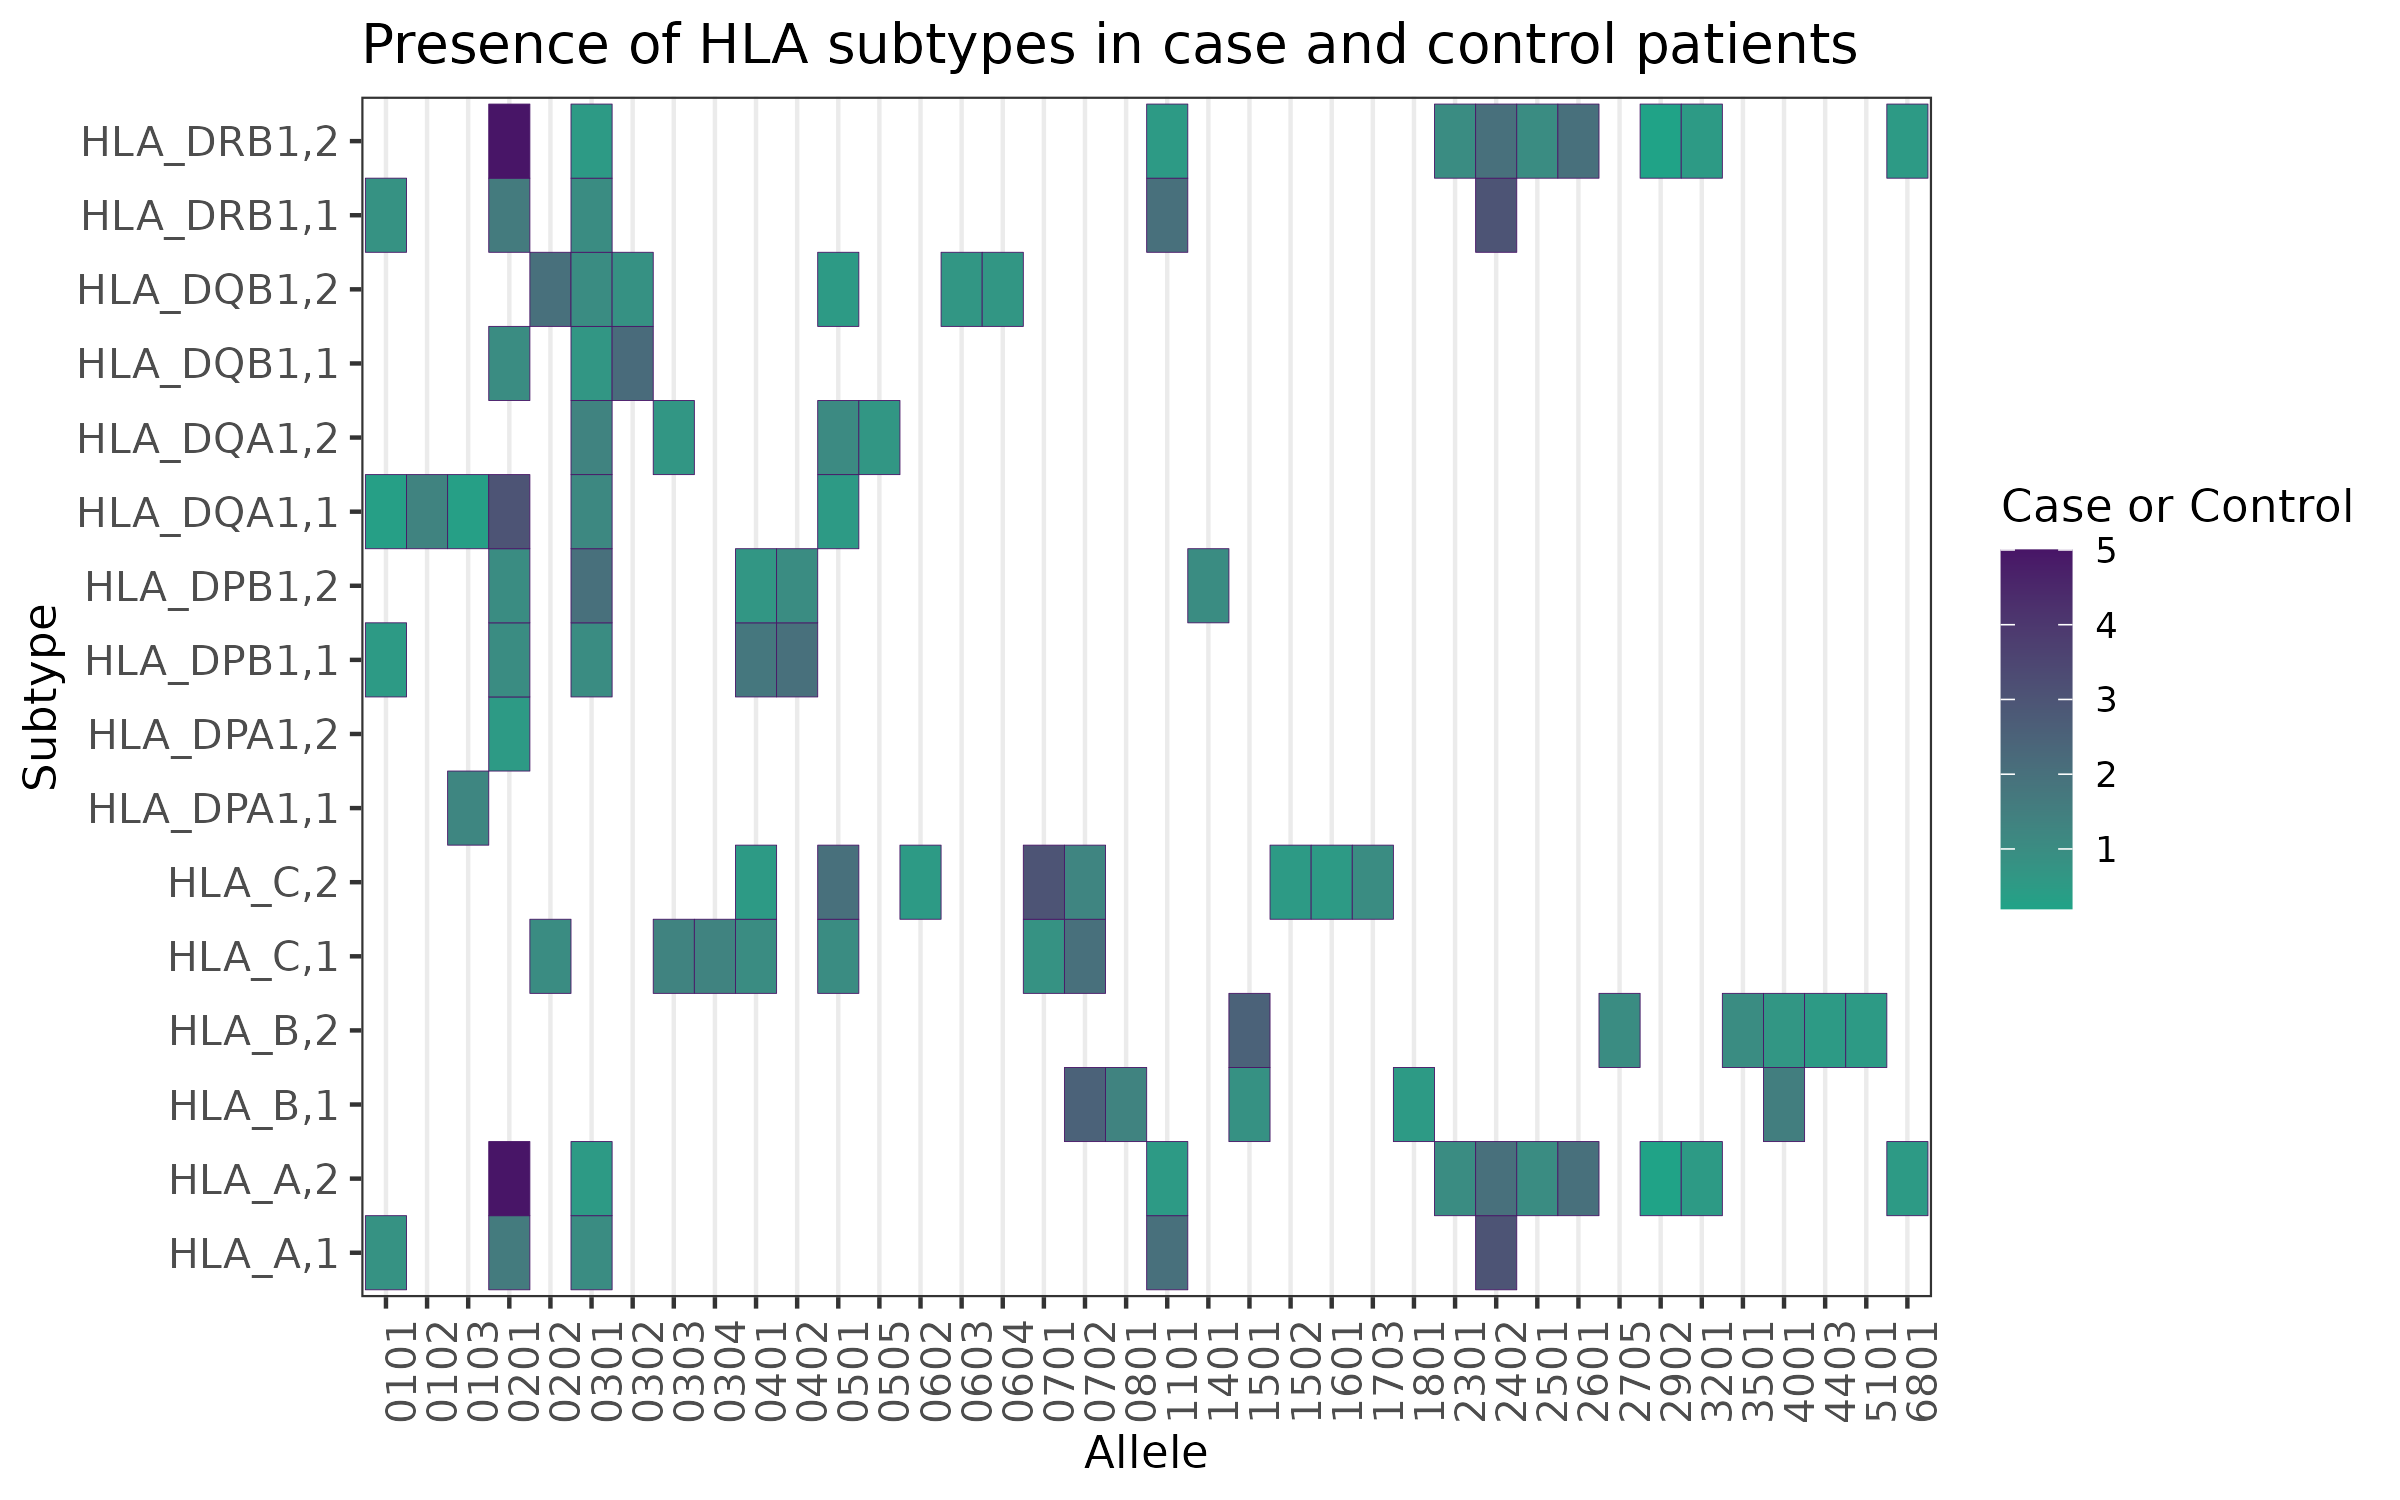 Presence of HLA subtypes in case and control patients
Subtype
HLA_DRB1,2
HLA_DRB1,1
HLA_DQB1,2
HLA_DQB1,1
HLA_DQA1,2
HLA_DQA1,1
HLA_DPB1,2
HLA_DPB1,1
HLA_DPA1,2
HLA_DPA1,1
HLA_C,2
HLA_C,1
HLA_B,2
HLA_B,1
HLA_A,2
HLA_A,1
0101
0102
0103
0201
0202
0301
0302
0303
0304
0401
0402
0501
0505
0602
0603
0604
0701
0702
0801
1101
1401
1501
1502
1601
1703
1801
2301
2402
2501
2601
2705
2902
3201
3501
4001
4403
5101
6801
Allele
Case or Control
5
4
3
2
1